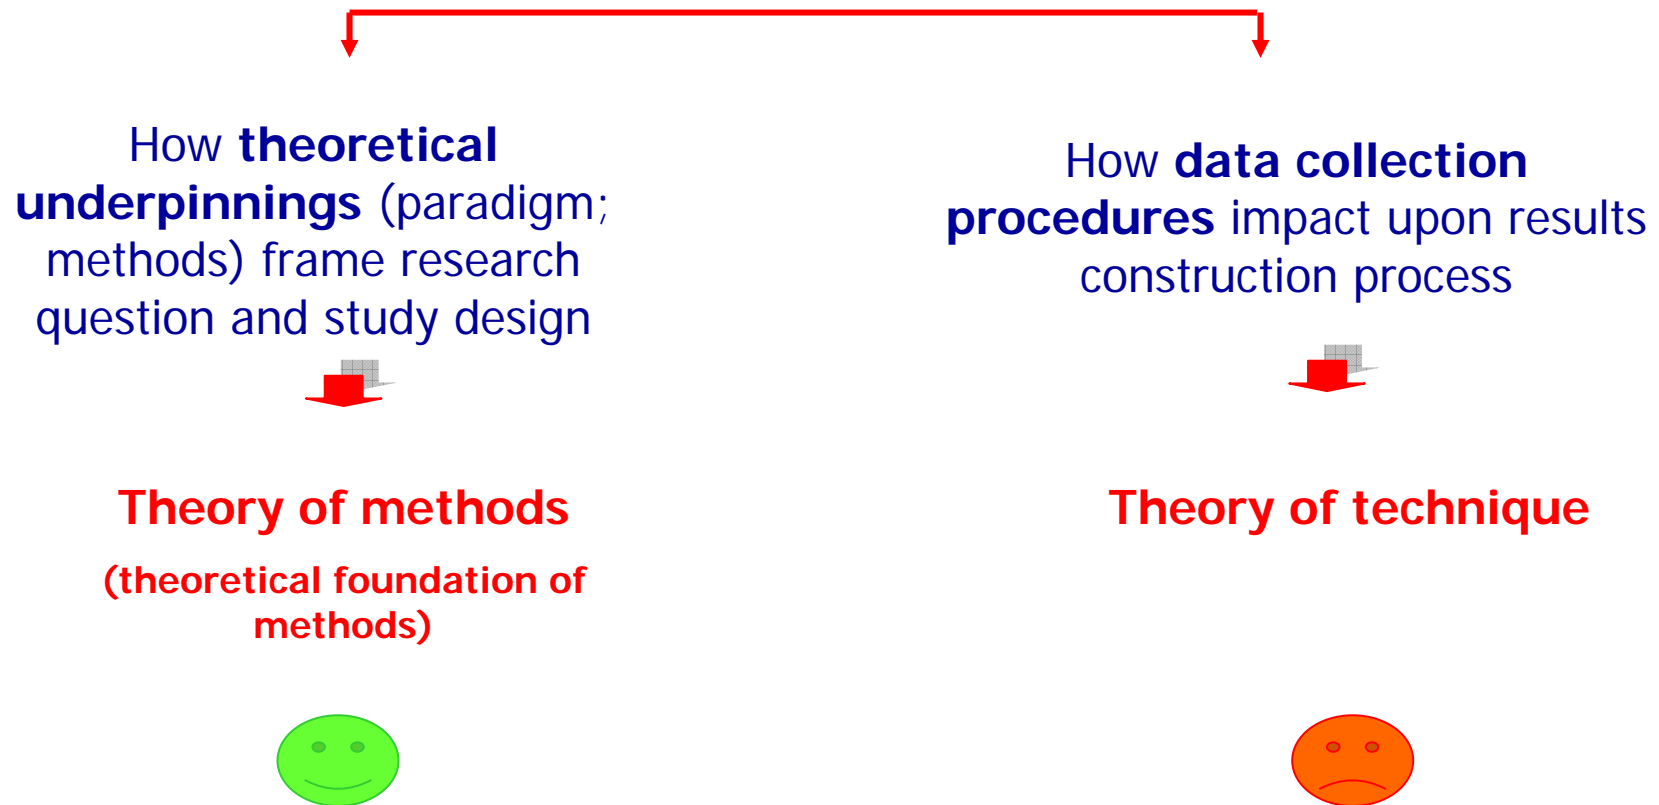 How theoretical
underpinnings (paradigm;
methods) frame research
question and study design
How data collection
procedures impact upon results
construction process
Theory of methods
(theoretical foundation of
methods)
Theory of technique